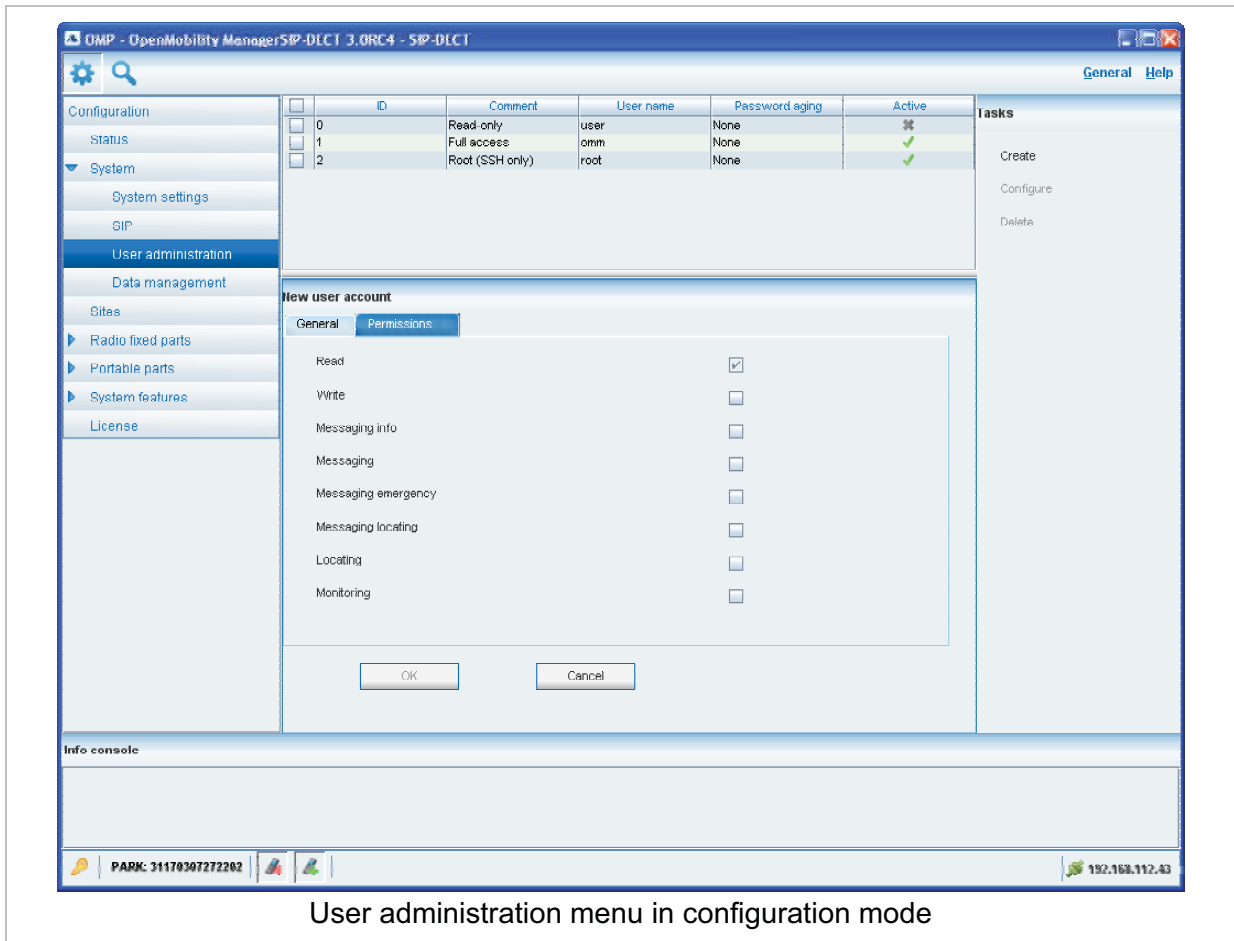 OMP - OpenMobility ManagerSIP-DECT 3.0RC4 - SIP-DECT
General Help
Configuration
Status
System
System settings
SIP
User administration
Data management
Sites
Radio fixed parts
Portable parts
System features
License
ID Comment User name Password aging Active
0 Read-only user None
1 Full access omm None
2 Root (SSH only) root None
Tasks
Create
Configure
Delete
New user account
General Permissions
Read
Write
Messaging info
Messaging
Messaging emergency
Messaging locating
Locating
Monitoring
OK Cancel
Info console
PARK: 31170307272202 192.168.112.43
User administration menu in configuration mode